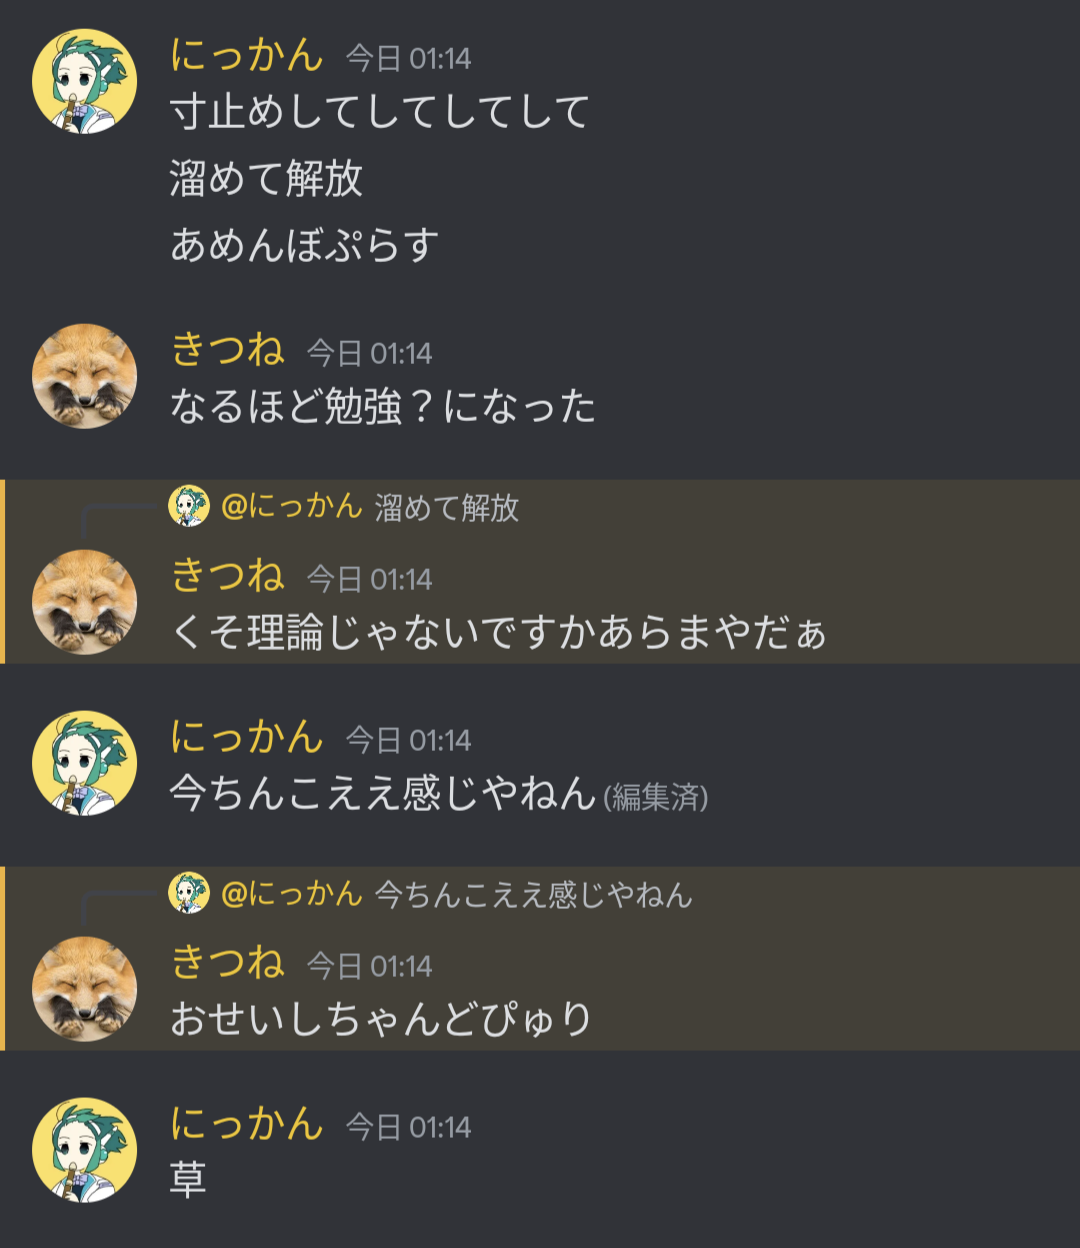 にっかん 今日 01:14
寸止めしてしてしてして
溜めて解放
あめんぼぷらす
きつね 今日 01:14
なるほど勉強？になった
@にっかん 溜めて解放
きつね 今日 01:14
くそ理論じゃないですかあらまやだぁ
にっかん 今日 01:14
今ちんこええ感じやねん (編集済)
@にっかん 今ちんこええ感じやねん
きつね 今日 01:14
おせいしちゃんどぴゅり
にっかん 今日 01:14
草